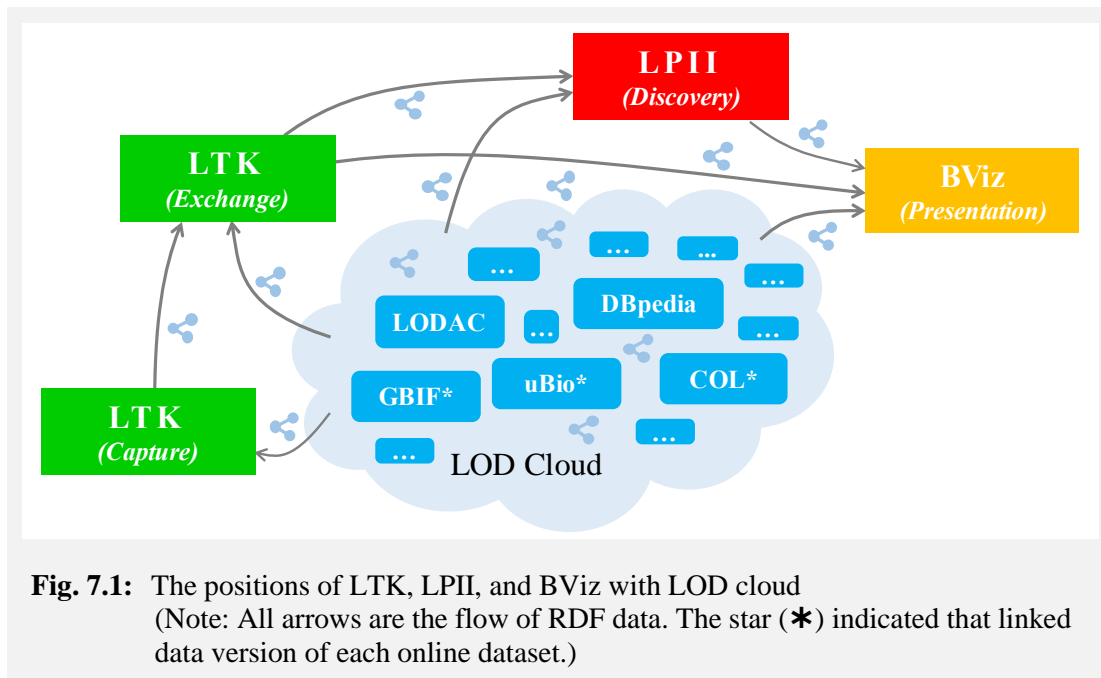 LPII
(Discovery)
LTK
(Exchange)
BViz
(Presentation)
...
...
...
...
LODAC
...
DBpedia
...
GBIF*
uBio*
COL*
LTK
(Capture)
...
...
LOD Cloud
Fig. 7.1: The positions of LTK, LPII, and BViz with LOD cloud
(Note: All arrows are the flow of RDF data. The star (*) indicated that linked
data version of each online dataset.)